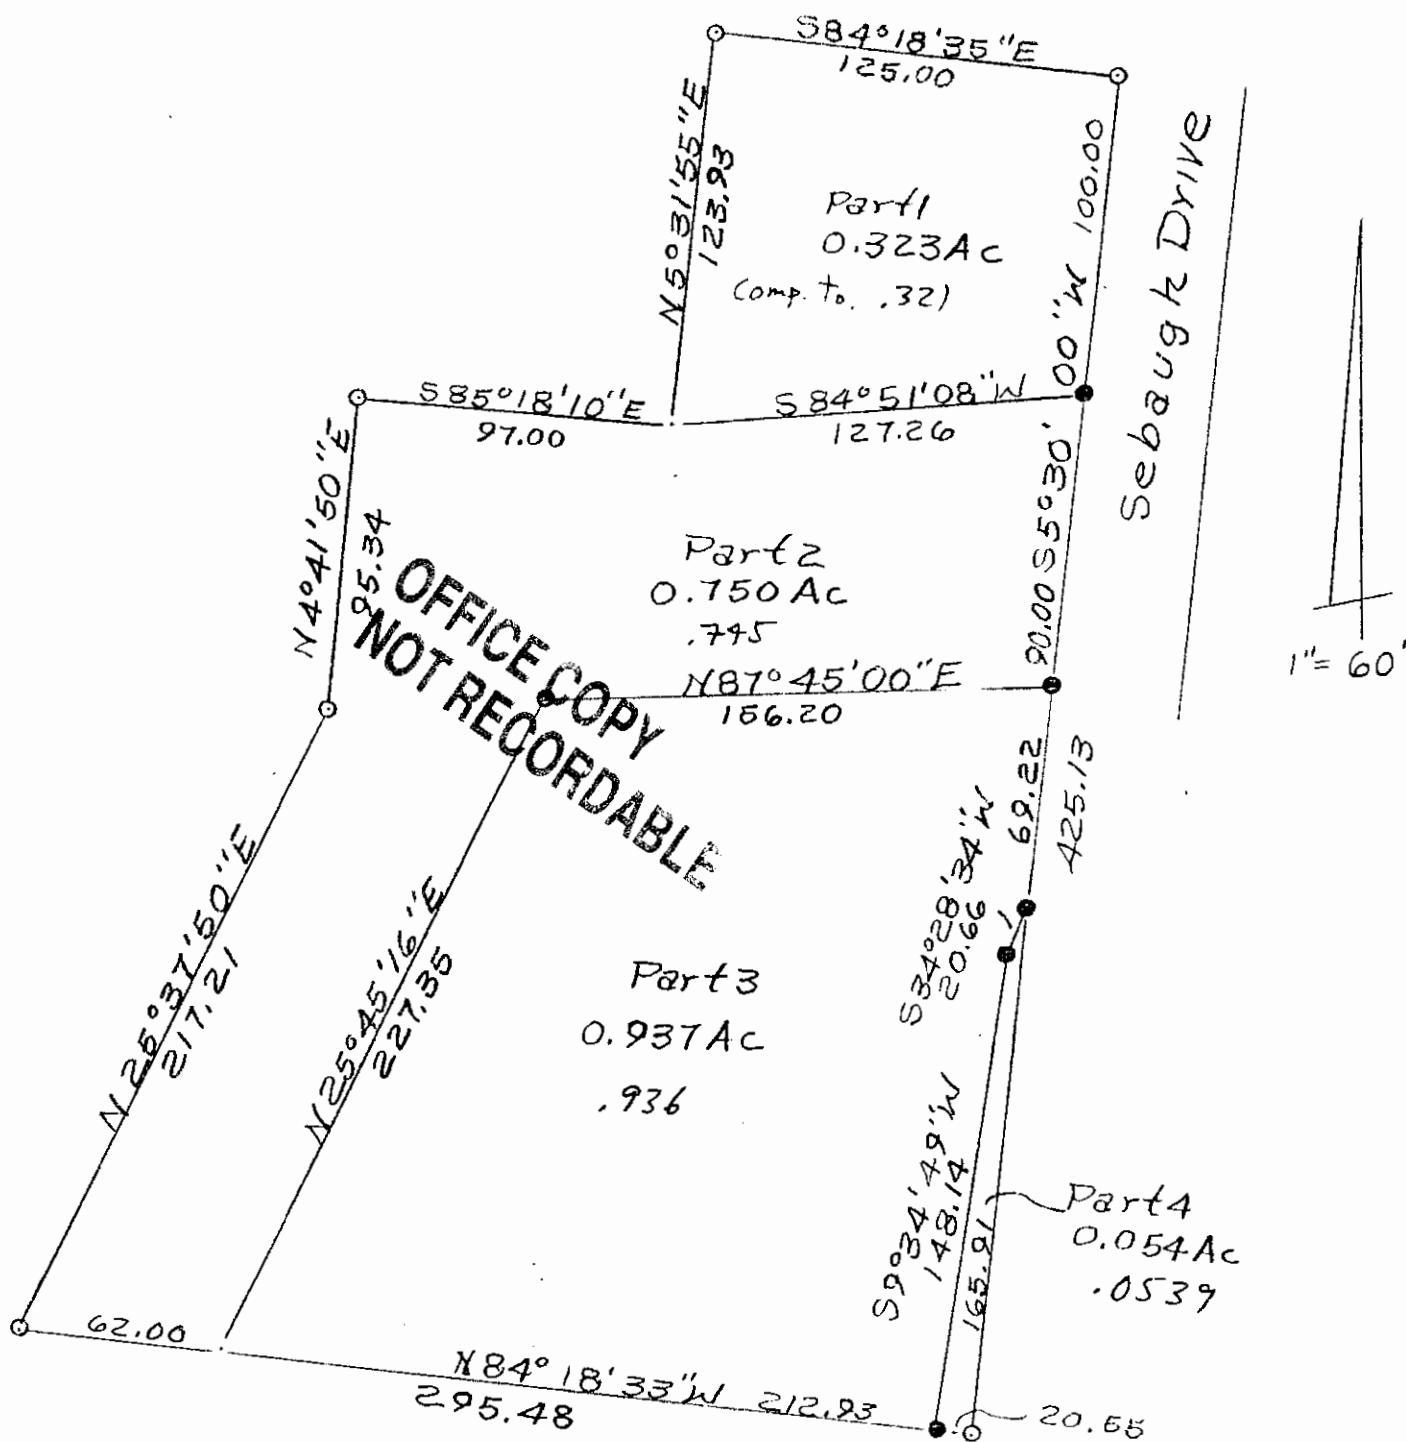 S84°18'35"E
125.00
N5°31'55"E
123.93
100.00
Part1
0.323Ac
Comp. to. .321
Sebaugh Drive
S85°18'10"E
97.00
S84°51'08"W
127.26
S5°30'00"W
90.00
N4°41'50"E
95.34
Part2
0.750Ac
.745
OFFICE COPY
NOT RECORDABLE
N87°45'00"E
156.20
1"=60'
69.22
425.13
S34°28'34"W
20.66
N25°37'50"E
217.21
N25°45'16"E
227.35
Part3
0.937Ac
.936
S9°34'49"W
148.14
165.91
Part4
0.054Ac
.0539
62.00
N84°18'33"W
212.93
295.48
20.55